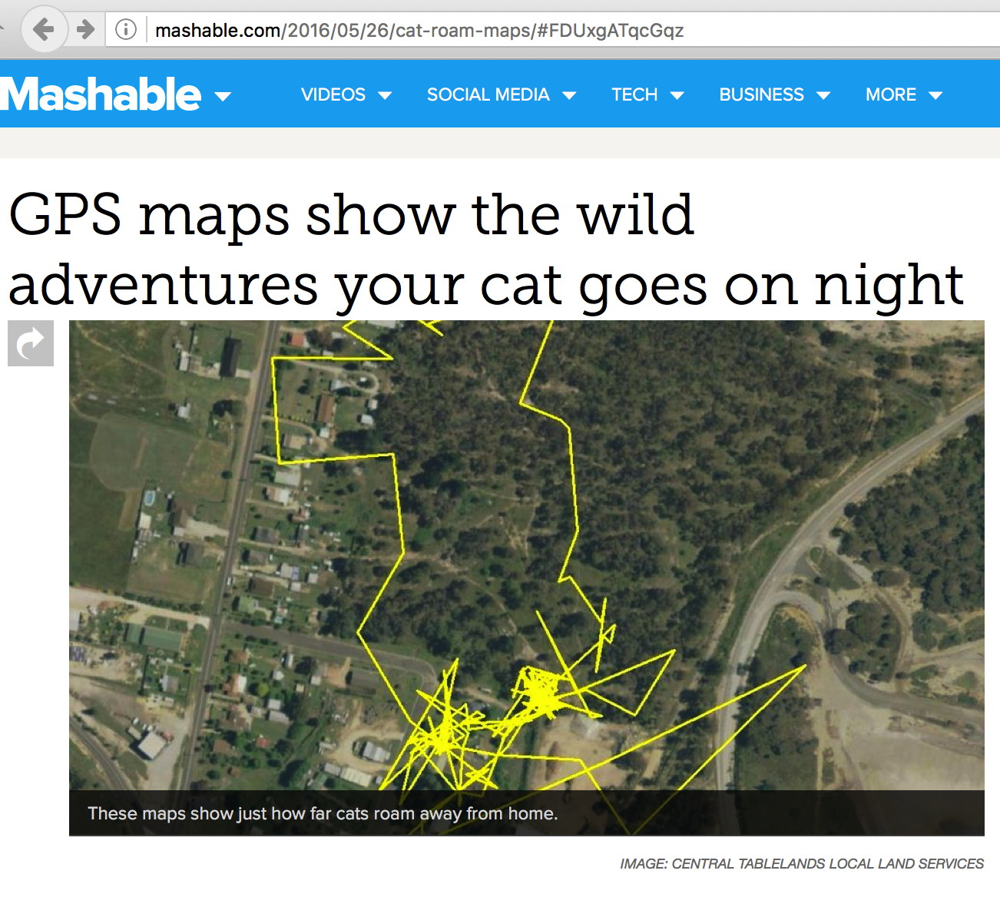 mashable.com/2016/05/26/cat-roam-maps/#FDUxgATqcGqz
Mashable VIDEOS SOCIAL MEDIA TECH BUSINESS MORE
GPS maps show the wild
adventures your cat goes on night
These maps show just how far cats roam away from home.
IMAGE: CENTRAL TABLELANDS LOCAL LAND SERVICES